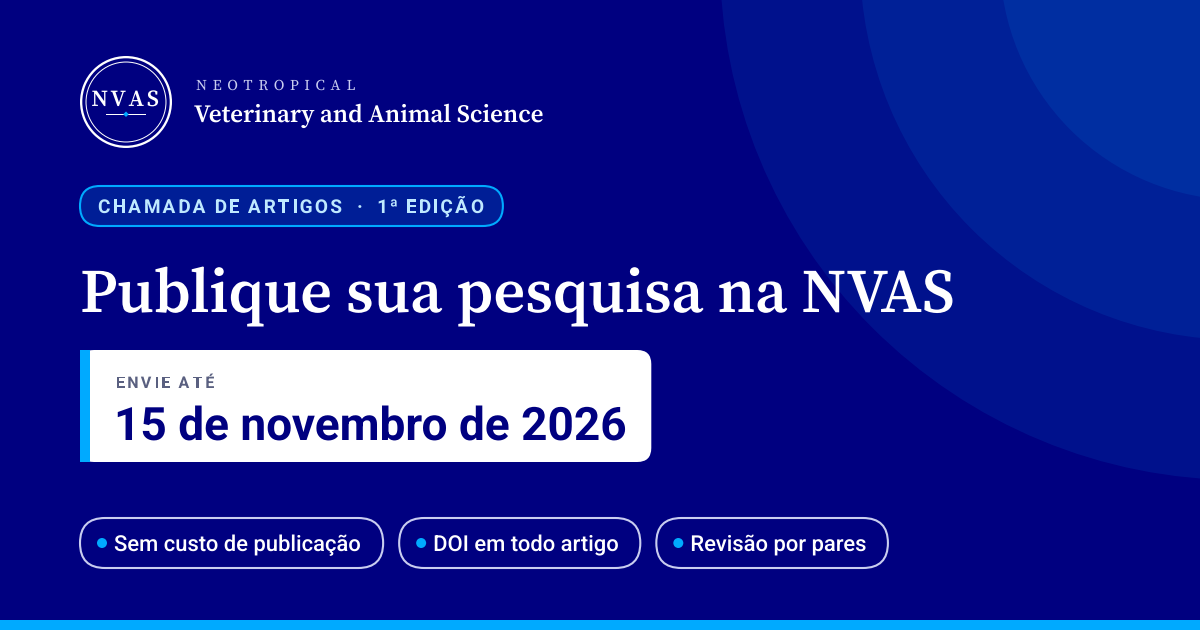 NVAS
NEOTROPICAL
Veterinary and Animal Science
CHAMADA DE ARTIGOS · 1ª EDIÇÃO
Publique sua pesquisa na NVAS
ENVIE ATÉ
15 de novembro de 2026
Sem custo de publicação
DOI em todo artigo
Revisão por pares